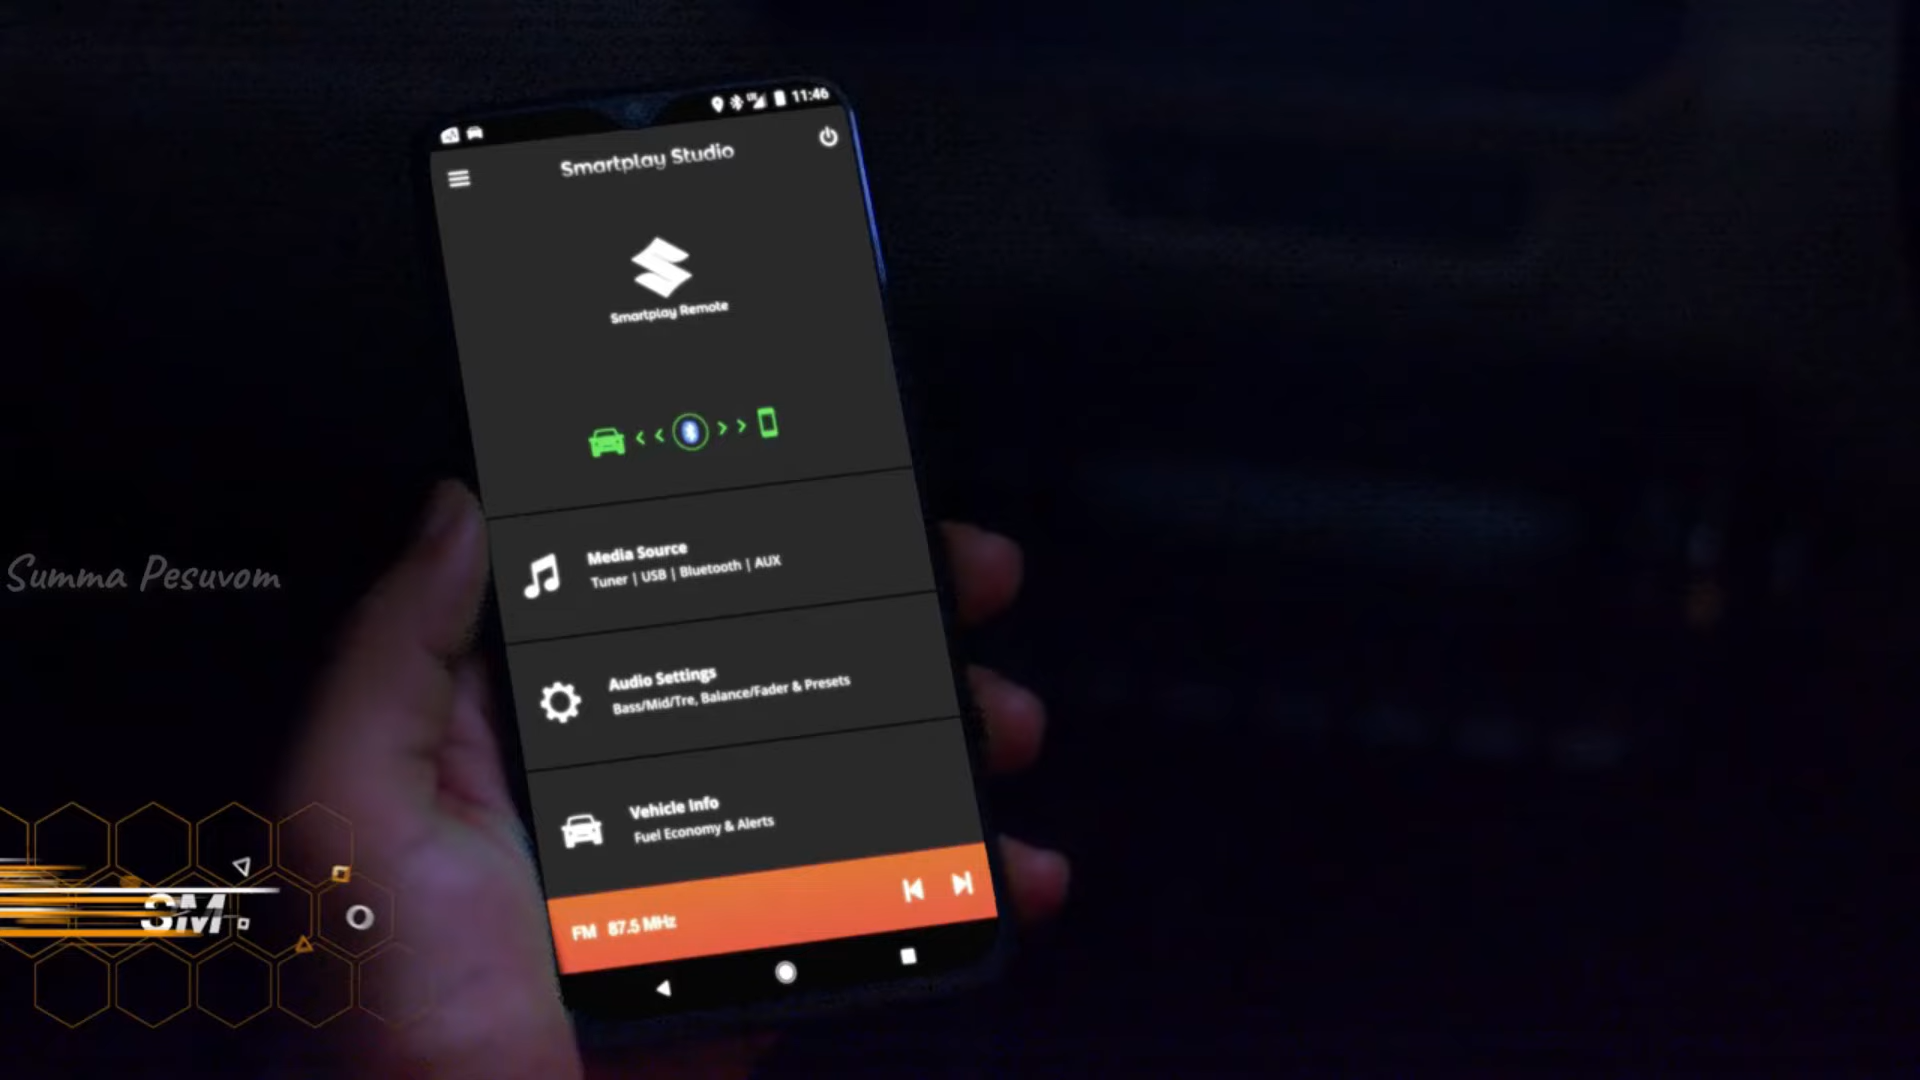 11:46
Smartplay Studio
Smartplay Remote
Media Source
Tuner | USB | Bluetooth | AUX
Audio Settings
Bass/Mid/Tre, Balance/Fader & Presets
Vehicle Info
Fuel Economy & Alerts
FM 87.5 MHz
Summa Pesuvom
SM